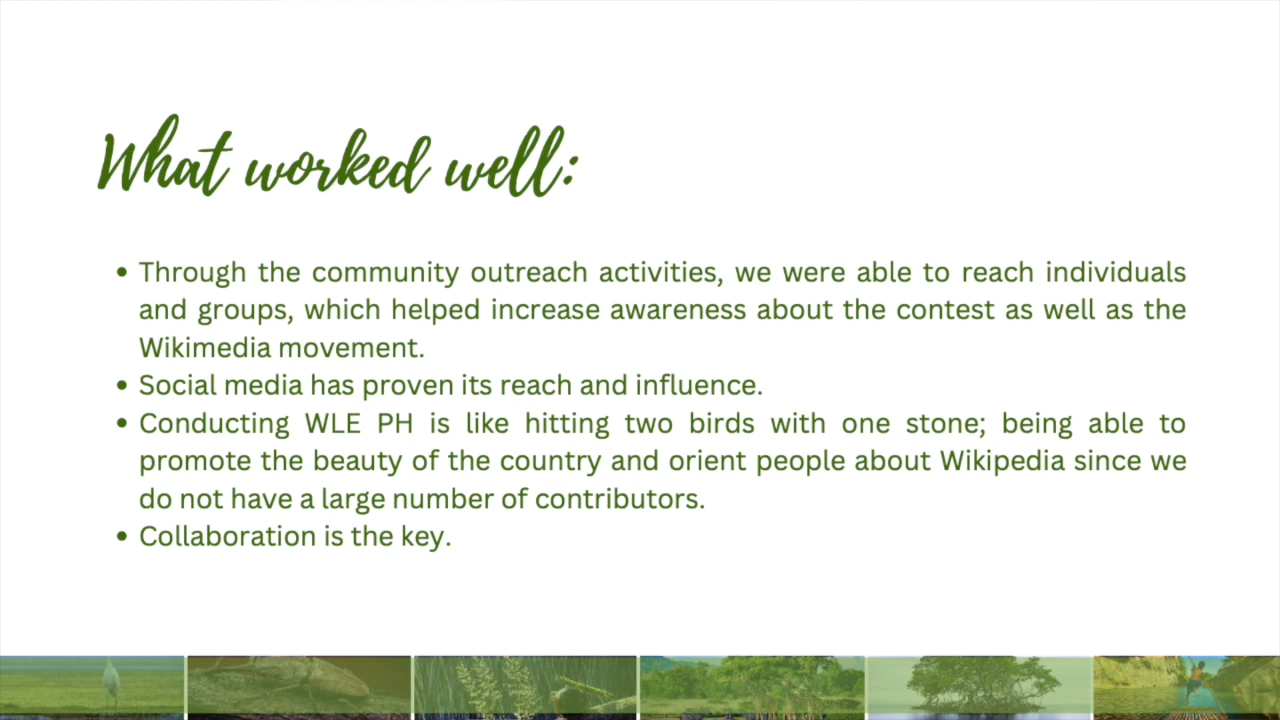 What worked well:
• Through the community outreach activities, we were able to reach individuals
and groups, which helped increase awareness about the contest as well as the
Wikimedia movement.
• Social media has proven its reach and influence.
• Conducting WLE PH is like hitting two birds with one stone; being able to
promote the beauty of the country and orient people about Wikipedia since we
do not have a large number of contributors.
• Collaboration is the key.